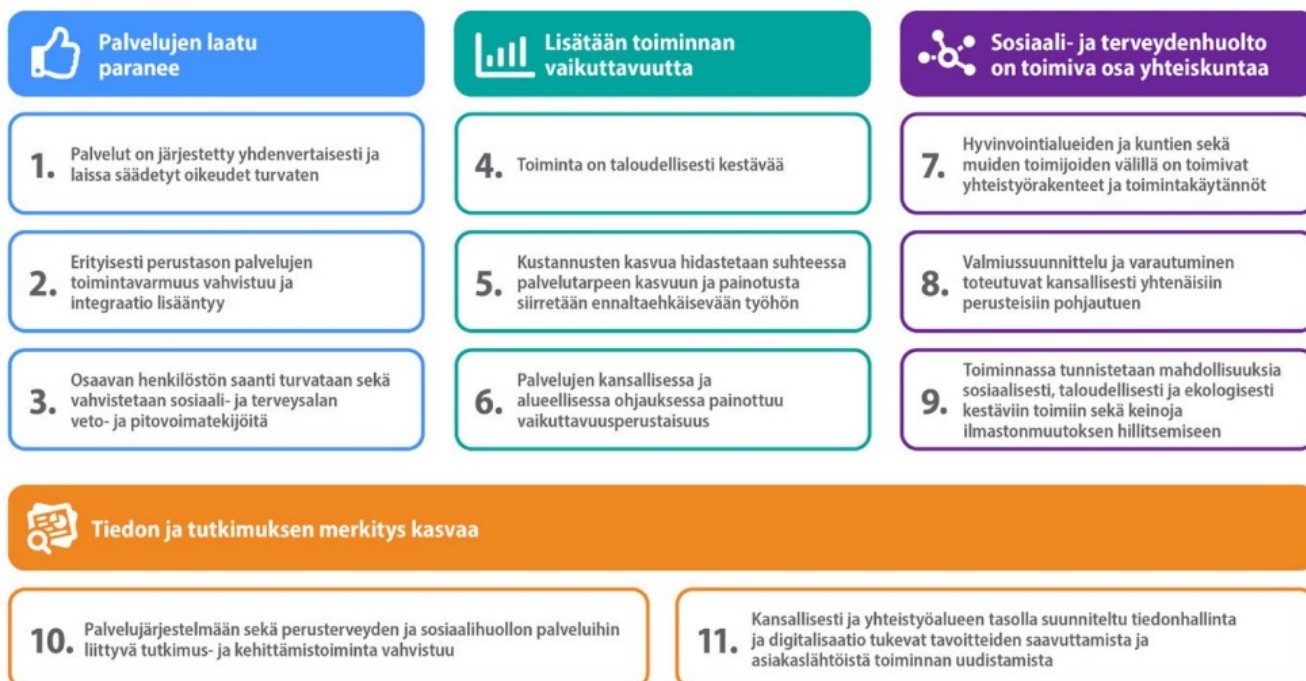 Palvelujen laatu
paranee
1. Palvelut on järjestetty yhdenvertaisesti ja
laissa säädetyt oikeudet turvaten
2. Erityisesti perustason palvelujen
toimintavarmuus vahvistuu ja
integraatio lisääntyy
3. Osaavan henkilöstön saanti turvataan sekä
vahvistetaan sosiaali- ja terveysalan
veto- ja pitovoimatekijöitä
Lisätään toiminnan
vaikuttavuutta
4. Toiminta on taloudellisesti kestävää
5. Kustannusten kasvua hidastetaan suhteessa
palvelutarpeen kasvuun ja painotusta
siirretään ennaltaehkäisevään työhön
6. Palvelujen kansallisessa ja
alueellisessa ohjauksessa painottuu
vaikuttavuusperustaisuus
Sosiaali- ja terveydenhuolto
on toimiva osa yhteiskuntaa
7. Hyvinvointialueiden ja kuntien sekä
muiden toimijoiden välillä on toimivat
yhteistyörakenteet ja toimintakäytännöt
8. Valmiussuunnittelu ja varautuminen
toteutuvat kansallisesti yhtenäisiin
perusteisiin pohjautuen
9. Toiminnassa tunnistetaan mahdollisuuksia
sosiaalisesti, taloudellisesti ja ekologisesti
kestäviin toimiin sekä keinoja
ilmastonmuutoksen hillitsemiseen
Tiedon ja tutkimuksen merkitys kasvaa
10. Palvelujärjestelmään sekä perusterveyden ja sosiaalihuollon palveluihin
liittyvä tutkimus- ja kehittämistoiminta vahvistuu
11. Kansallisesti ja yhteistyöalueen tasolla suunniteltu tiedonhallinta
ja digitalisaatio tukevat tavoitteiden saavuttamista ja
asiakaslähtöistä toiminnan uudistamista